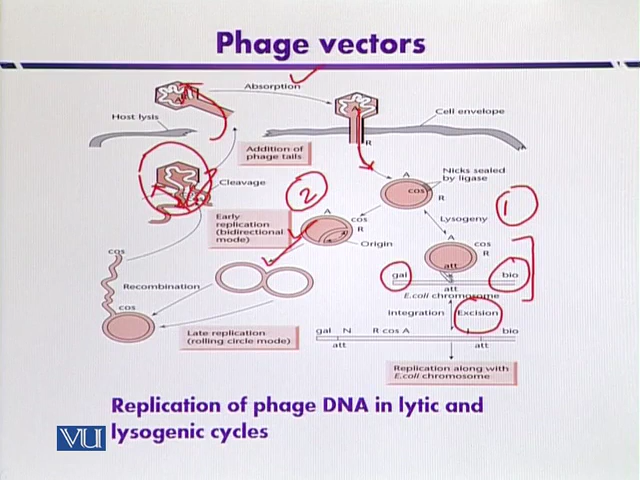 Phage vectors
Absorption
Host lysis
Cell envelope
A
A
R
Addition of
phage tails
Cleavage
Nicks sealed
by ligase
A
cos
R
2
1
Early
replication
(bidirectional
mode)
A
cos
R
Origin
Lysogeny
A
cos
R
att
gal
bio
att
E.coli chromosome
cos
Recombination
cos
Integration
Excision
Late replication
(rolling circle mode)
gal N R cos A J bio
att att
Replication along with
E.coli chromosome
Replication of phage DNA in lytic and
lysogenic cycles
VU